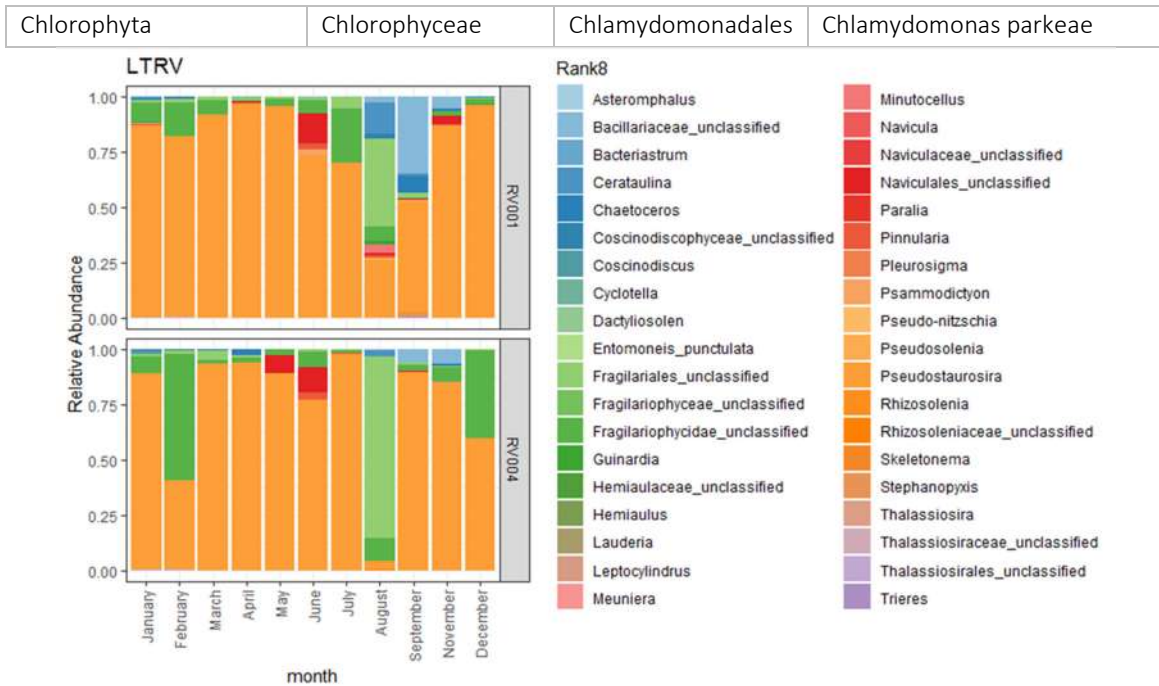 Chlorophyta Chlorophyceae Chlamydomonadales Chlamydomonas parkeae
LTRV
Relative Abundance
1.00
0.75
0.50
0.25
0.00
RV001
1.00
0.75
0.50
0.25
0.00
RV004
January February March April May June July August September November December
month
Rank8
Asteromphalus
Bacillariaceae_unclassified
Bacteriastrum
Cerataulina
Chaetoceros
Coscinodiscophyceae_unclassified
Coscinodiscus
Cyclotella
Dactyliosolen
Entomoneis_punctulata
Fragilariales_unclassified
Fragilariophyceae_unclassified
Fragilariophycidae_unclassified
Guinardia
Hemiaulaceae_unclassified
Hemiaulus
Lauderia
Leptocylindrus
Meuniera
Minutocellus
Navicula
Naviculaceae_unclassified
Naviculales_unclassified
Paralia
Pinnularia
Pleurosigma
Psammodictyon
Pseudo-nitzschia
Pseudosolenia
Pseudostaurosira
Rhizosolenia
Rhizosoleniaceae_unclassified
Skeletonema
Stephanopyxis
Thalassiosira
Thalassiosiraceae_unclassified
Thalassiosirales_unclassified
Trieres